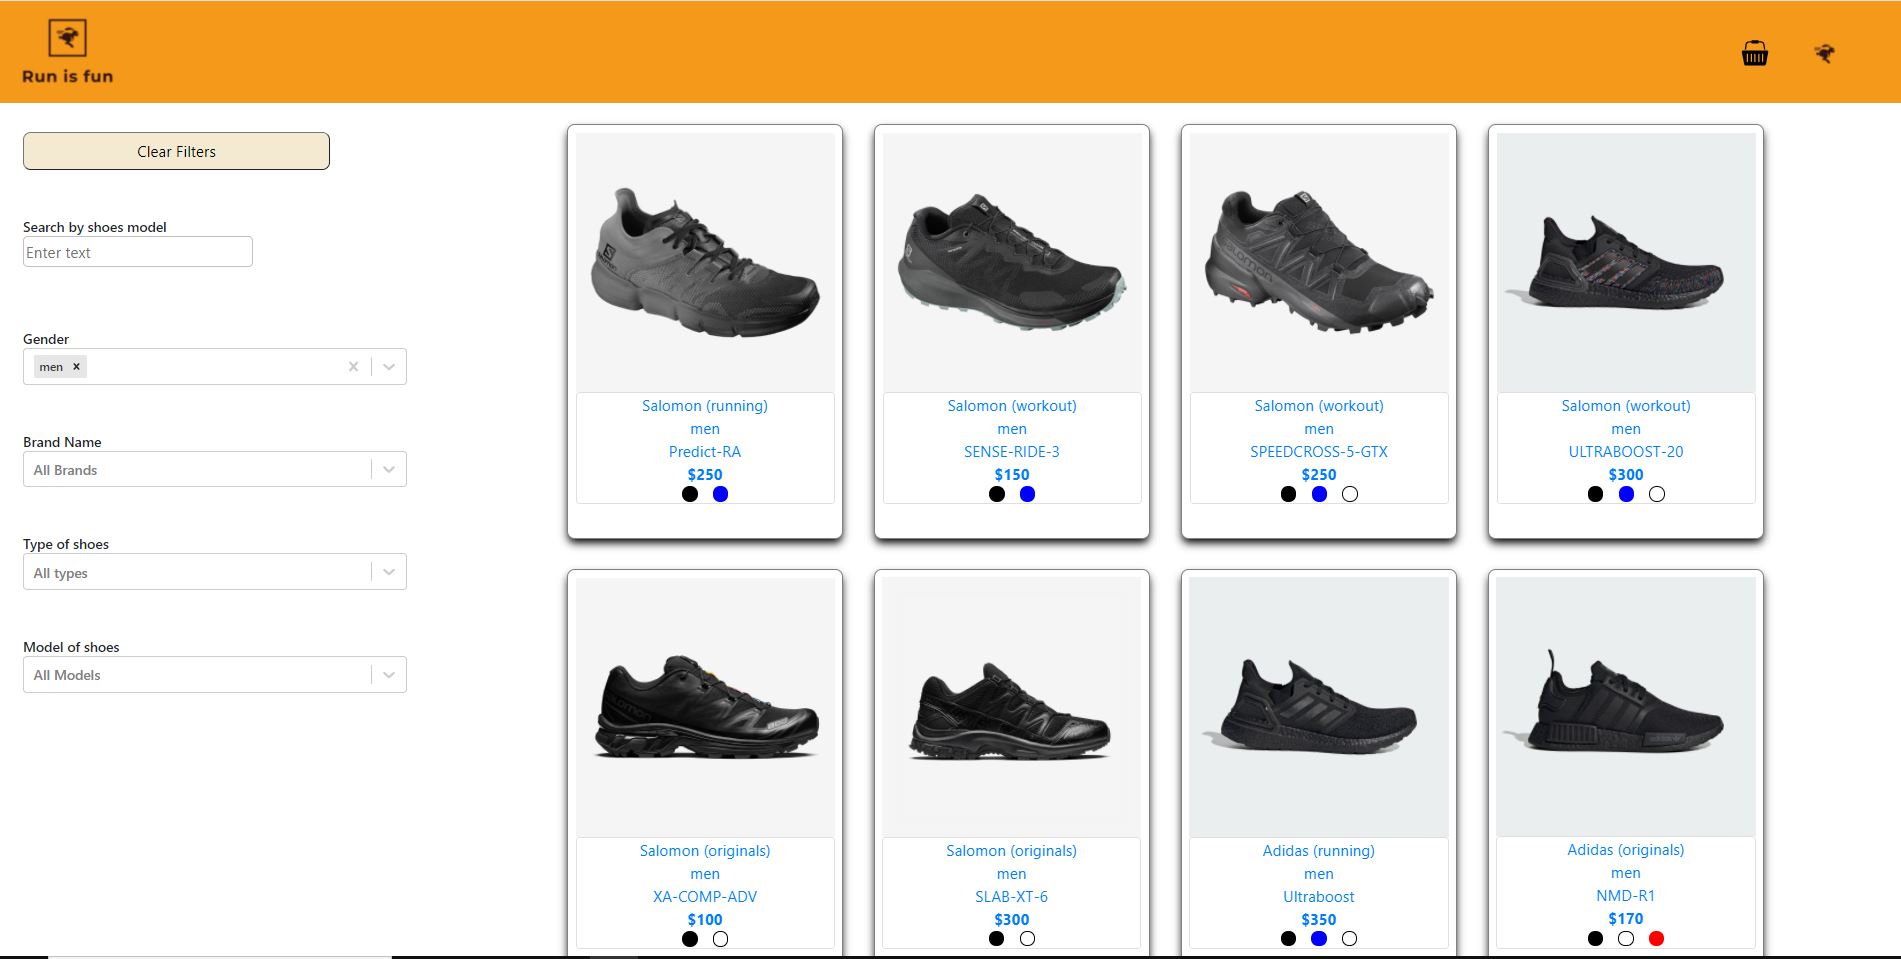 Run is fun
Clear Filters
Search by shoes model
Enter text
Gender
men x
Brand Name
All Brands
Type of shoes
All types
Model of shoes
All Models
Salomon (running)
men
Predict-RA
$250
Salomon (workout)
men
SENSE-RIDE-3
$150
Salomon (workout)
men
SPEEDCROSS-5-GTX
$250
Salomon (workout)
men
ULTRABOOST-20
$300
Salomon (originals)
men
XA-COMP-ADV
$100
Salomon (originals)
men
SLAB-XT-6
$300
Adidas (running)
men
Ultraboost
$350
Adidas (originals)
men
NMD-R1
$170